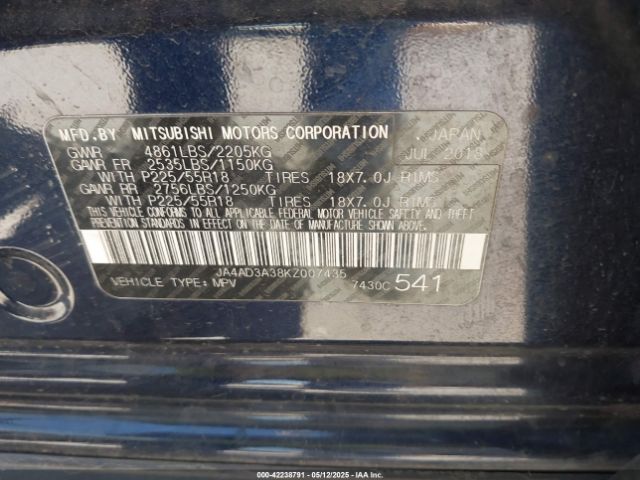 MFD.BY MITSUBISHI MOTORS CORPORATION JAPAN
GVWR 4861LBS/2205KG JUL 2018
GAWR FR 2535LBS/1150KG
WITH P225/55R18 TIRES 18X7.0J RIMS
GAWR RR 2756LBS/1250KG
WITH P225/55R18 TIRES 18X7.0J RIMS
THIS VEHICLE CONFORMS TO ALL APPLICABLE FEDERAL MOTOR VEHICLE SAFETY AND THEFT
PREVENTION STANDARDS IN EFFECT ON THE DATE OF MANUFACTURE SHOWN ABOVE.
JA4AD3A38KZ007435
VEHICLE TYPE: MPV 7430C 541
000-42238791 - 05/12/2025 - IAA Inc.